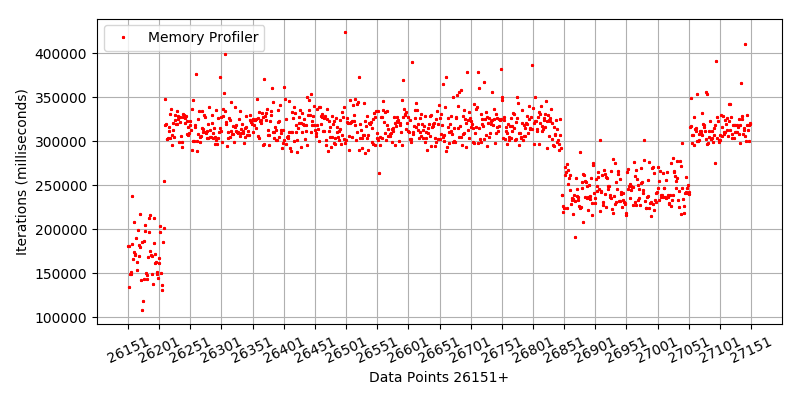 Memory Profiler
Iterations (milliseconds)
400000
350000
300000
250000
200000
150000
100000
26151 26201 26251 26301 26351 26401 26451 26501 26551 26601 26651 26701 26751 26801 26851 26901 26951 27001 27051 27101 27151
Data Points 26151+